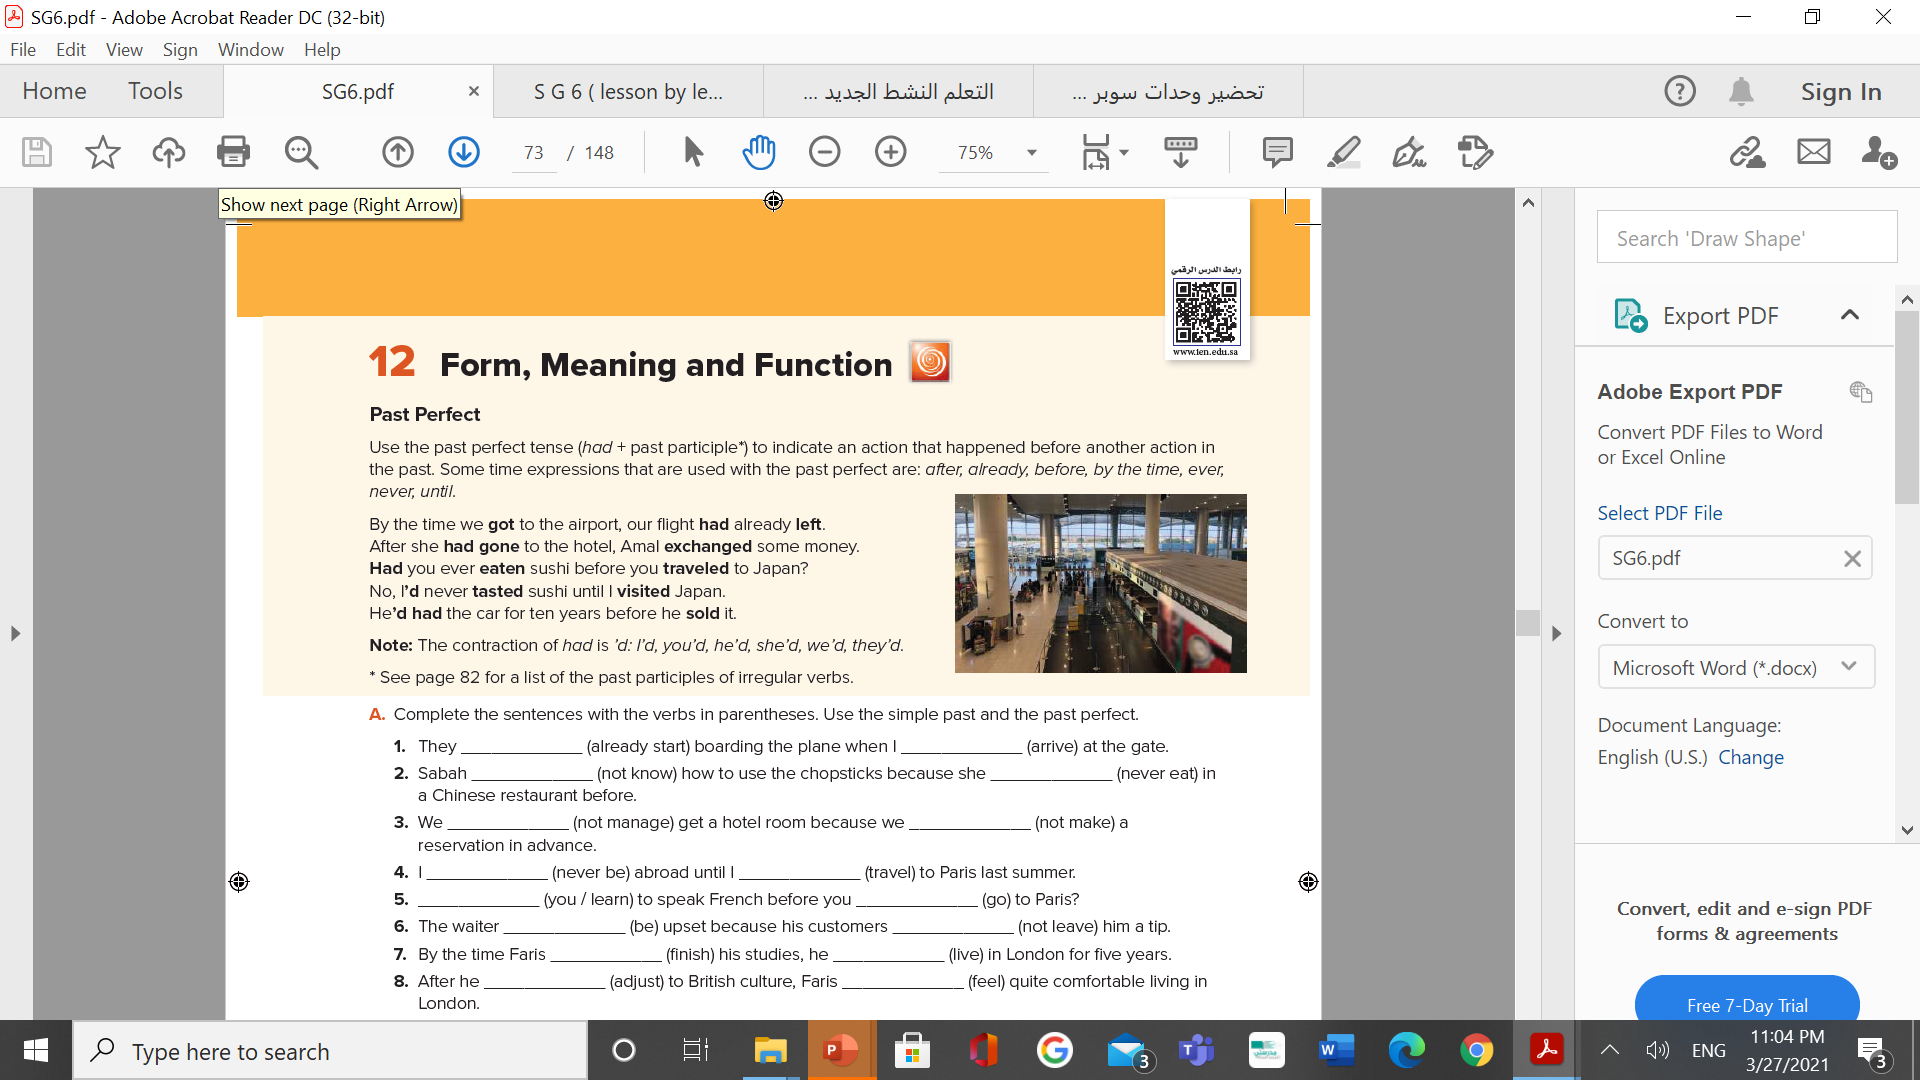 SG6.pdf - Adobe Acrobat Reader DC (32-bit)
File Edit View Sign Window Help
Home Tools SG6.pdf × S G 6 ( lesson by le... التعلم النشط الجديد ... تحضير وحدات سوبر ... Sign In
73 / 148 75%
Show next page (Right Arrow)
رابط الدرس الرقمي
www.ien.edu.sa
12 Form, Meaning and Function
Past Perfect
Use the past perfect tense (had + past participle*) to indicate an action that happened before another action in
the past. Some time expressions that are used with the past perfect are: after, already, before, by the time, ever,
never, until.
By the time we got to the airport, our flight had already left.
After she had gone to the hotel, Amal exchanged some money.
Had you ever eaten sushi before you traveled to Japan?
No, I'd never tasted sushi until I visited Japan.
He'd had the car for ten years before he sold it.
Note: The contraction of had is 'd: I'd, you'd, he'd, she'd, we'd, they'd.
* See page 82 for a list of the past participles of irregular verbs.
A. Complete the sentences with the verbs in parentheses. Use the simple past and the past perfect.
1. They ____________ (already start) boarding the plane when I ____________ (arrive) at the gate.
2. Sabah ____________ (not know) how to use the chopsticks because she ____________ (never eat) in
a Chinese restaurant before.
3. We ____________ (not manage) get a hotel room because we ____________ (not make) a
reservation in advance.
4. I ____________ (never be) abroad until I ____________ (travel) to Paris last summer.
5. ____________ (you / learn) to speak French before you ____________ (go) to Paris?
6. The waiter ____________ (be) upset because his customers ____________ (not leave) him a tip.
7. By the time Faris ___________ (finish) his studies, he ___________ (live) in London for five years.
8. After he ____________ (adjust) to British culture, Faris ____________ (feel) quite comfortable living in
London.
Search 'Draw Shape'
Export PDF
Adobe Export PDF
Convert PDF Files to Word
or Excel Online
Select PDF File
SG6.pdf
Convert to
Microsoft Word (*.docx)
Document Language:
English (U.S.) Change
Convert, edit and e-sign PDF
forms & agreements
Free 7-Day Trial
Type here to search
3
ENG
11:04 PM
3/27/2021
3